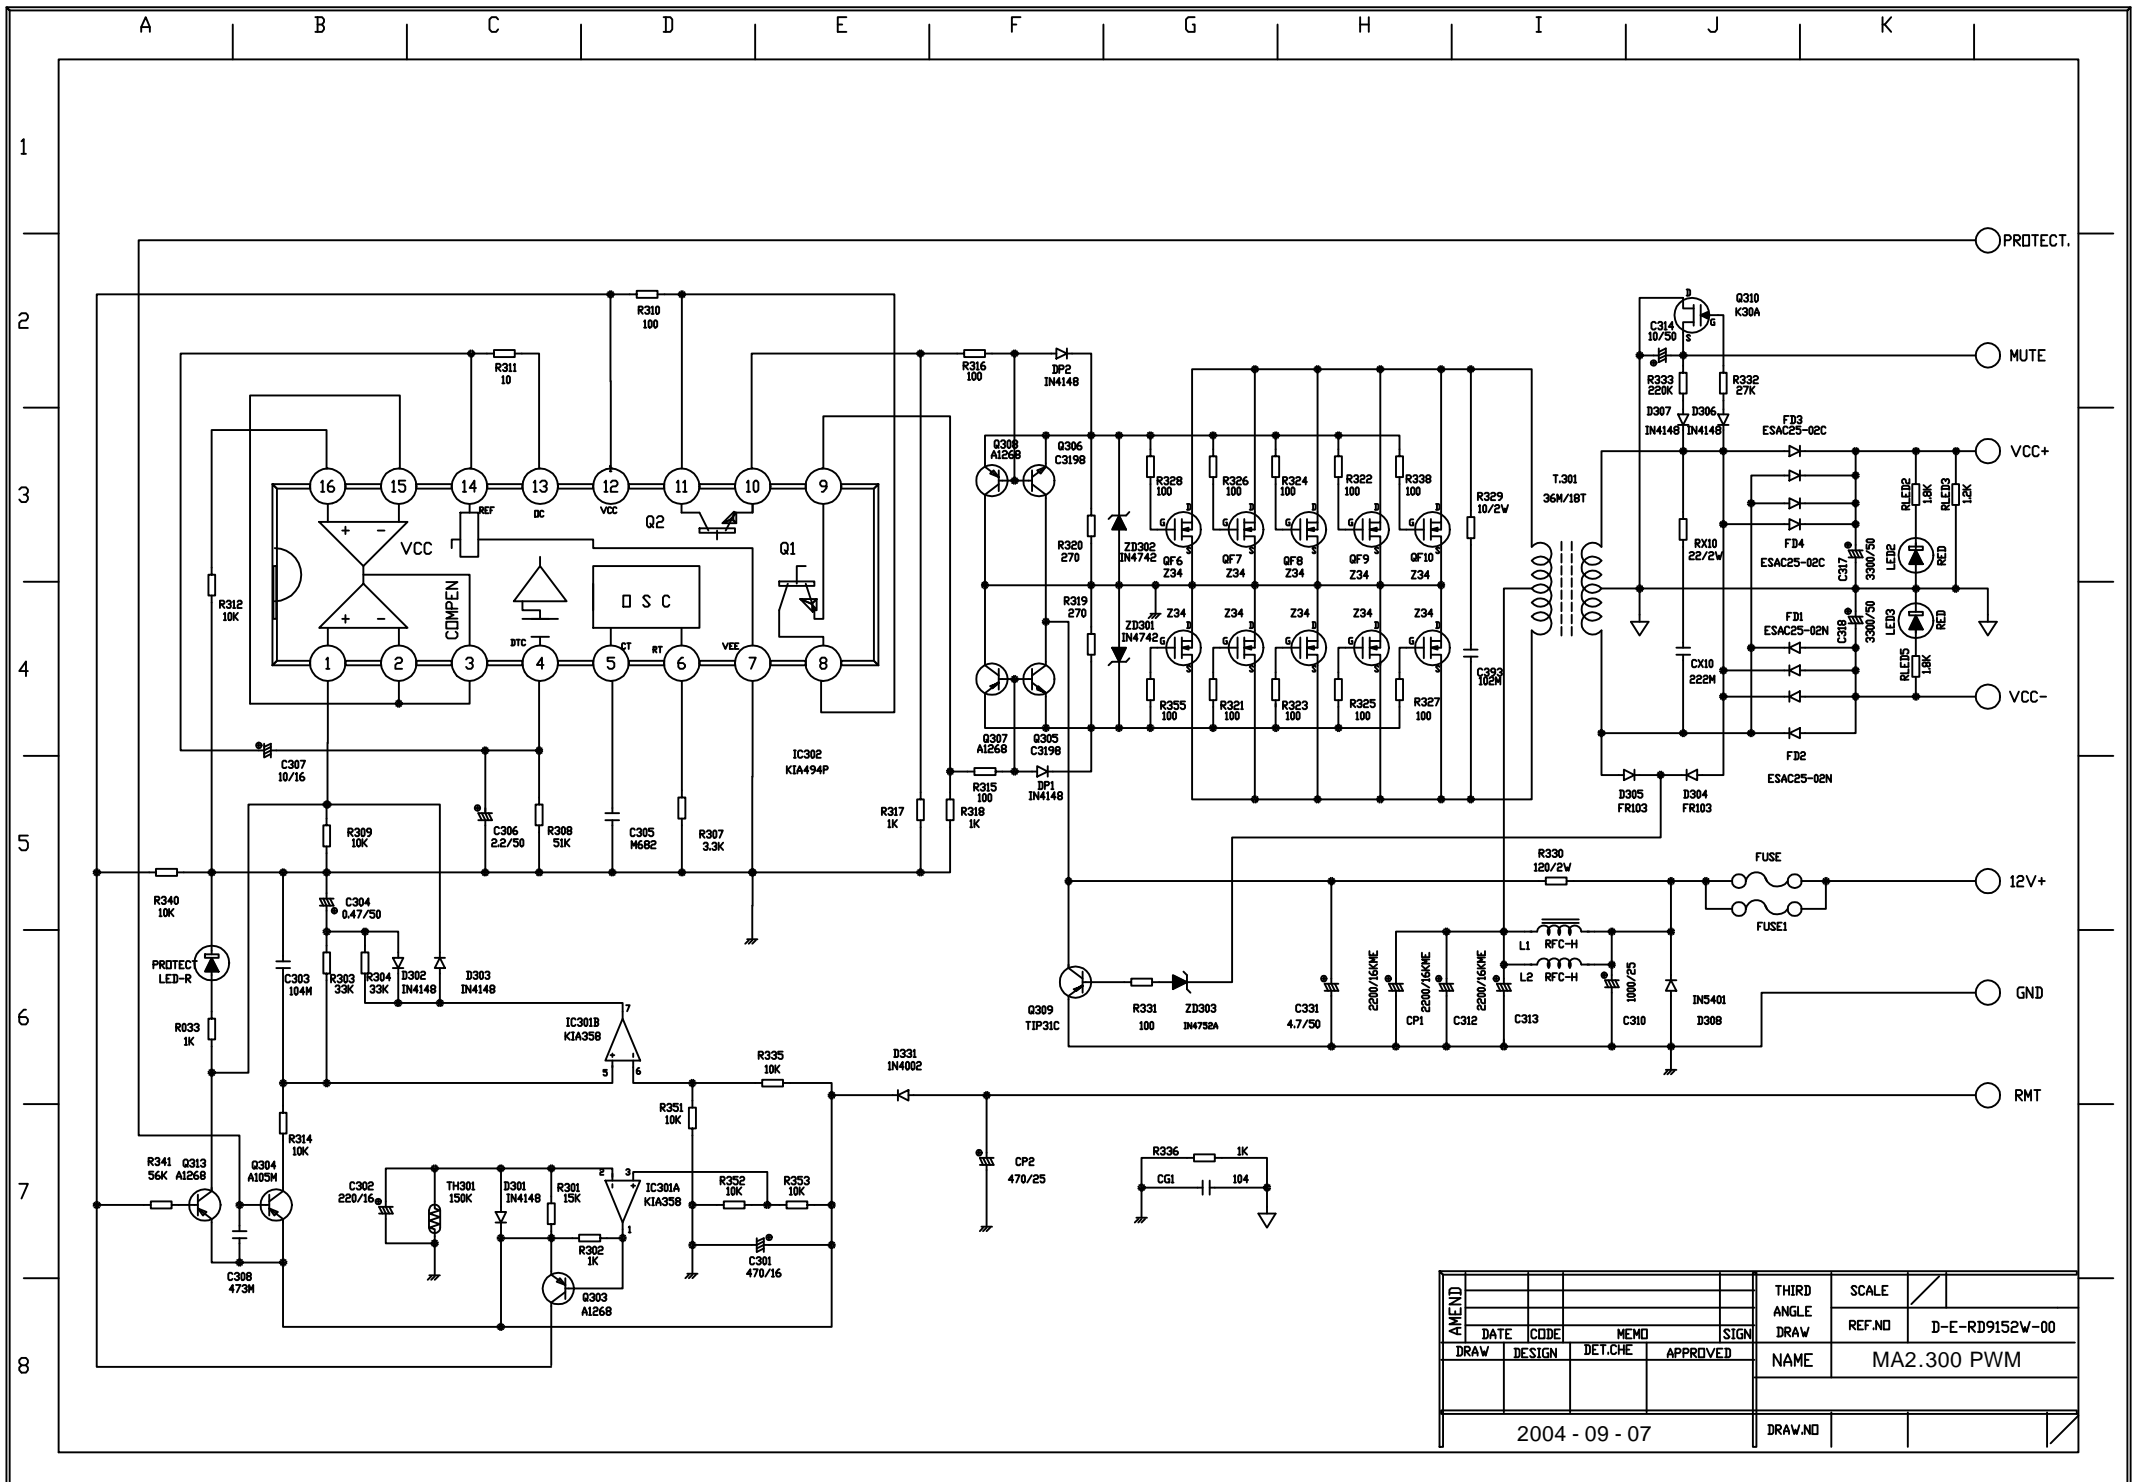 A B C D E F G H I J K
1
2
3
4
5
6
7
8
PROTECT.
MUTE
VCC+
VCC-
12V+
GND
RMT
R310
100
R311
10
R316
100
DP2
IN4148
Q310
K30A
D
G
S
C314
10/50
R333
220K
R332
27K
D307
IN4148
D306
IN4148
FD3
ESAC25-02C
FD4
ESAC25-02C
FD1
ESAC25-02N
FD2
ESAC25-02N
RX10
22/2W
CX10
222M
C317
3300/50
C318
3300/50
RLED2
1.8K
RLED3
1.2K
LED2
RED
LED3
RED
RLED5
1.8K
D305
FR103
D304
FR103
T.301
36M/18T
R329
10/2W
C393
102M
Q308
A1268
Q306
C3198
Q307
A1268
Q305
C3198
R320
270
R319
270
ZD302
IN4742
ZD301
IN4742
R328
100
R326
100
R324
100
R322
100
R338
100
QF6
Z34
QF7
Z34
QF8
Z34
QF9
Z34
QF10
Z34
Z34
Z34
Z34
Z34
Z34
G D S
G D S
G D S
G D S
G D S
G D S
G D S
G D S
G D S
G D S
R355
100
R321
100
R323
100
R325
100
R327
100
R315
100
DP1
IN4148
R317
1K
R318
1K
16 15 14 13 12 11 10 9
REF
DC
VCC
Q2
Q1
VCC
COMPEN
O S C
DTC
CT
RT
VEE
+ -
+ -
1 2 3 4 5 6 7 8
IC302
KIA494P
R312
10K
C307
10/16
R309
10K
C306
2.2/50
R308
51K
C305
M682
R307
3.3K
R340
10K
C304
0.47/50
PROTECT
LED-R
C303
104M
R303
33K
R304
33K
D302
IN4148
D303
IN4148
R033
1K
IC301B
KIA358
7
5
6
+ -
R335
10K
D331
1N4002
R351
10K
R314
10K
R341
56K
Q313
A1268
Q304
A105M
C308
473M
C302
220/16
TH301
150K
D301
IN4148
R301
15K
R302
1K
IC301A
KIA358
2
3
1
- +
R352
10K
R353
10K
C301
470/16
Q303
A1268
CP2
470/25
R336 1K
CG1 104
Q309
TIP31C
R331
100
ZD303
IN4752A
C331
4.7/50
2200/16KME
CP1
2200/16KME
C312
2200/16KME
C313
R330
120/2W
L1 RFC-H
L2 RFC-H
1000/25
C310
IN5401
D308
FUSE
FUSE1
AMEND
DATE CODE MEMO SIGN
DRAW DESIGN DET.CHE APPROVED
2004 - 09 - 07
THIRD
ANGLE
DRAW
SCALE
REF.NO D-E-RD9152W-00
NAME MA2.300 PWM
DRAW.NO